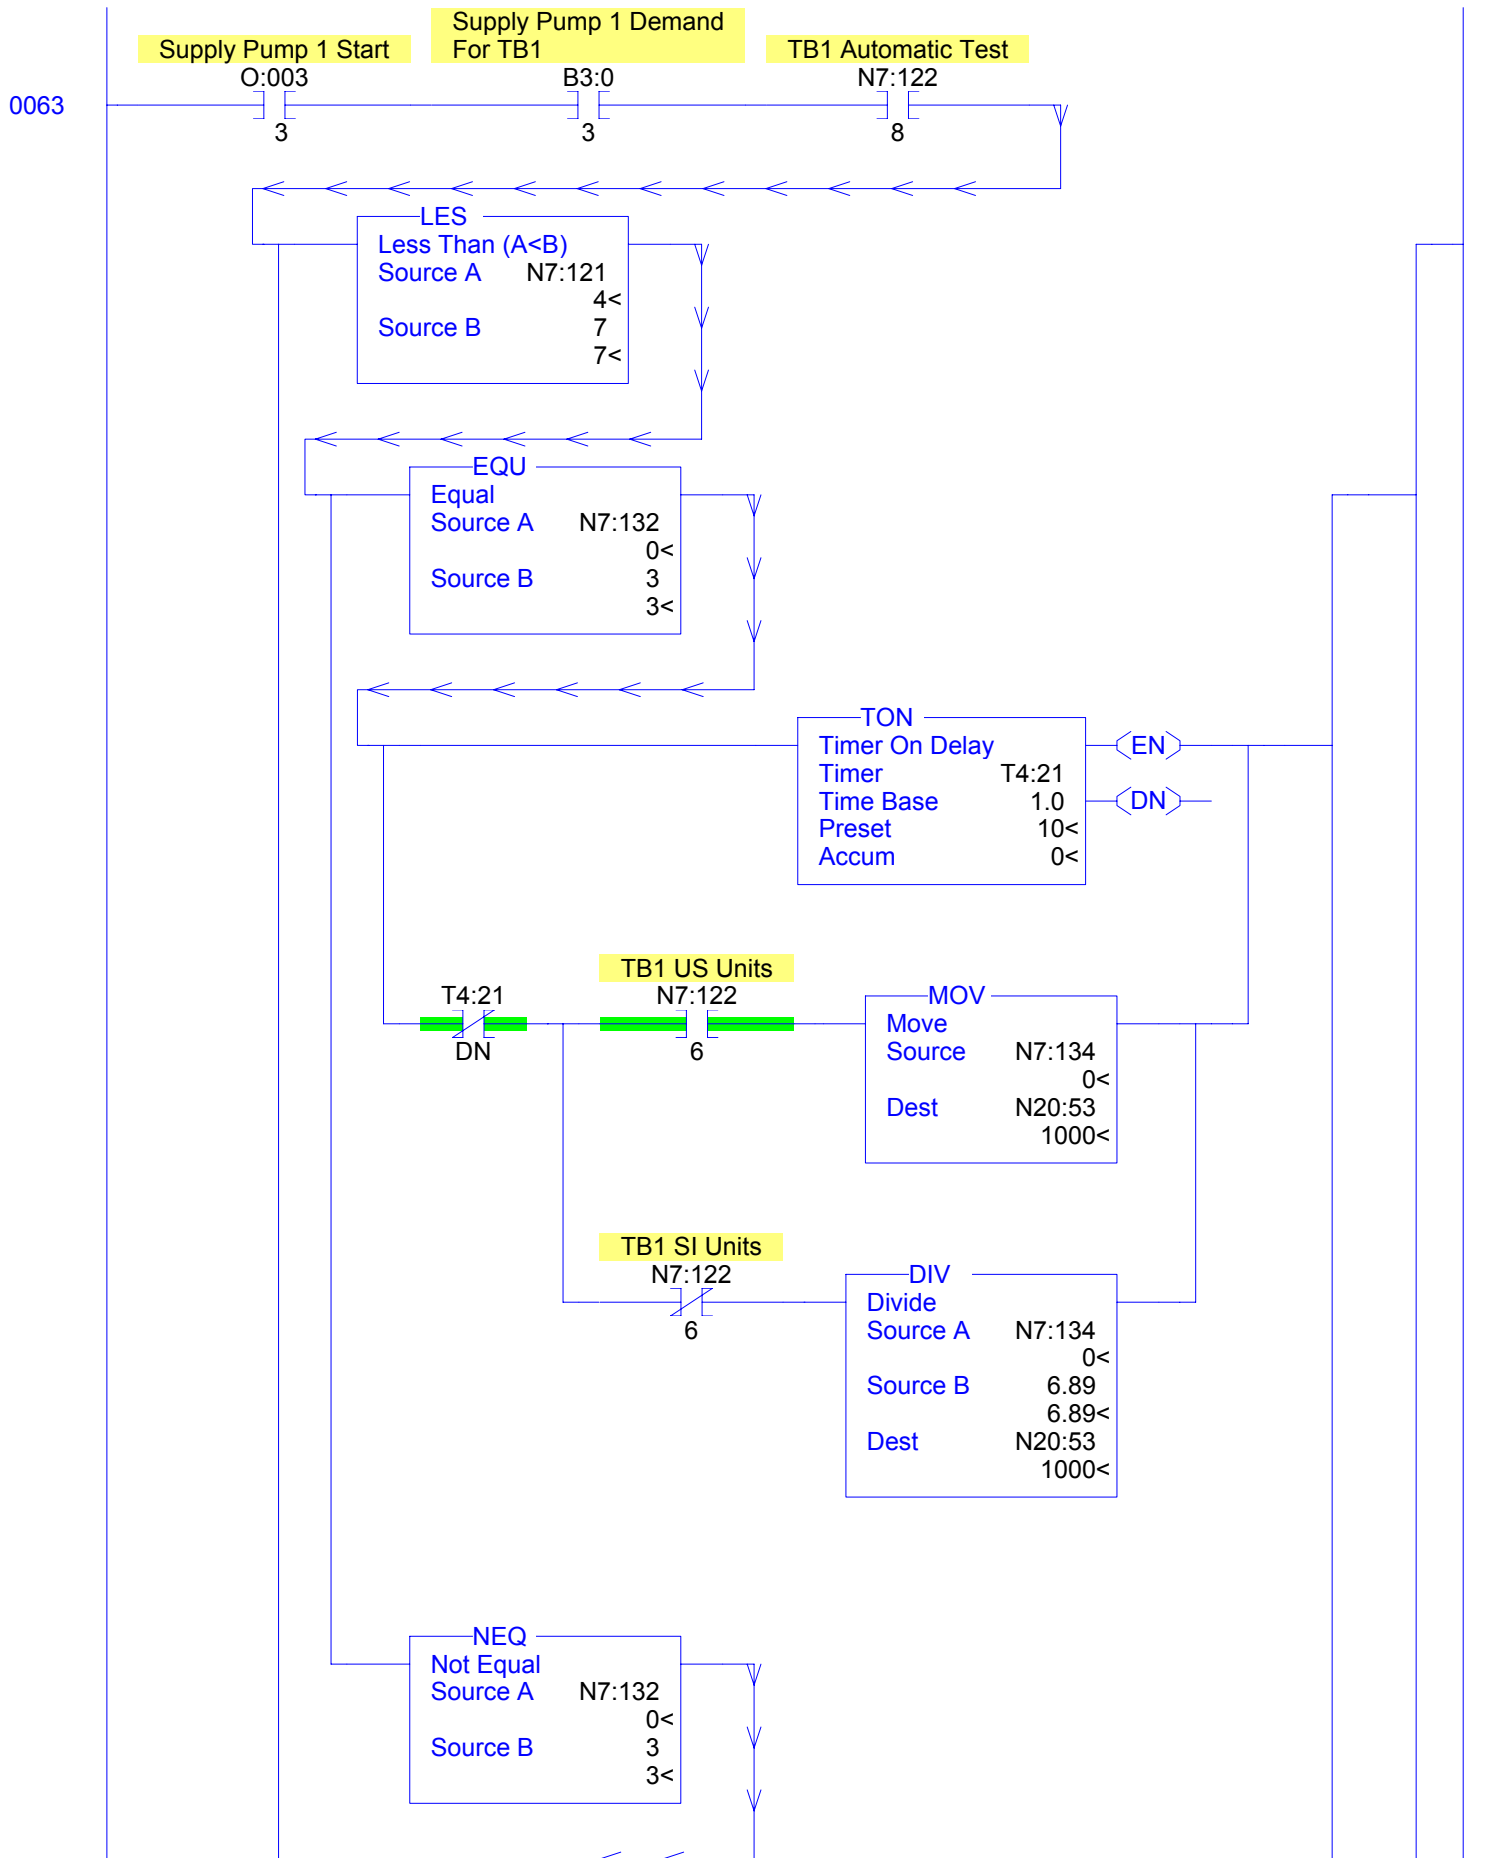 Supply Pump 1 Start
Supply Pump 1 Demand
For TB1
TB1 Automatic Test
O:003
B3:0
N7:122
0063
3
3
8
LES
Less Than (A<B)
Source A N7:121
4<
Source B 7
7<
EQU
Equal
Source A N7:132
0<
Source B 3
3<
TON
Timer On Delay
EN
Timer T4:21
Time Base 1.0
DN
Preset 10<
Accum 0<
TB1 US Units
T4:21
N7:122
DN
6
MOV
Move
Source N7:134
0<
Dest N20:53
1000<
TB1 SI Units
N7:122
6
DIV
Divide
Source A N7:134
0<
Source B 6.89
6.89<
Dest N20:53
1000<
NEQ
Not Equal
Source A N7:132
0<
Source B 3
3<